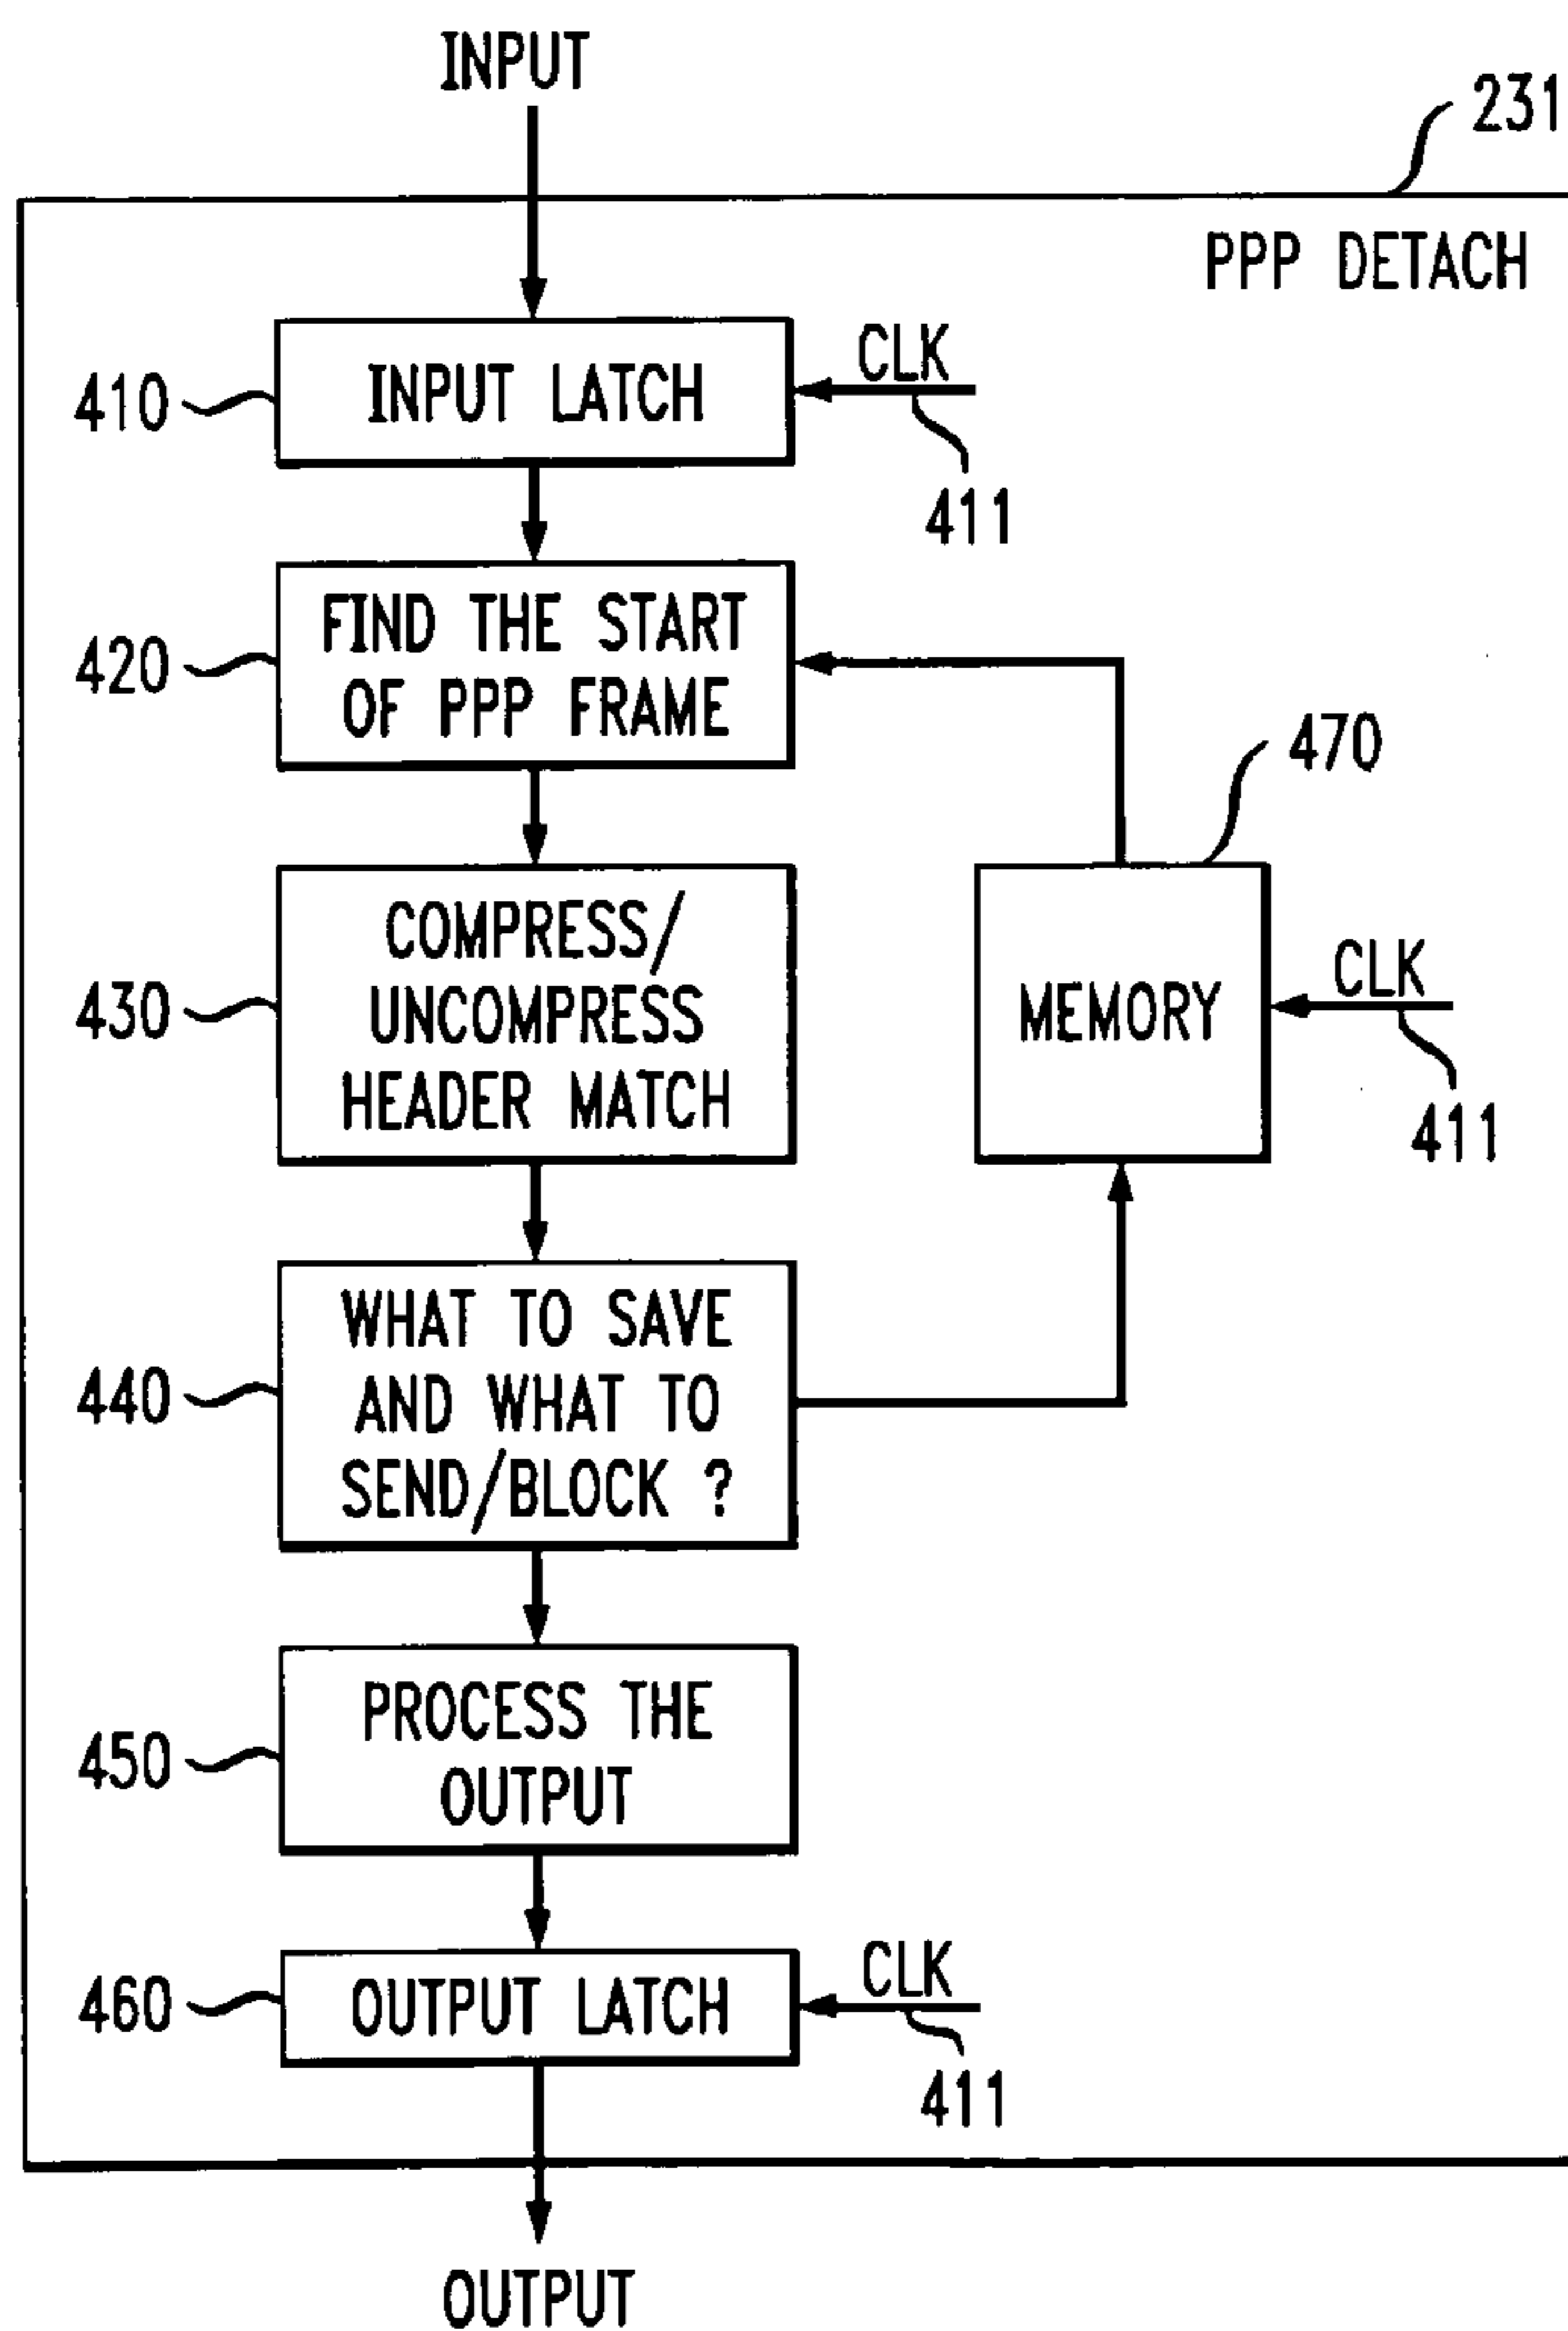 INPUT
231
PPP DETACH
CLK
410
INPUT LATCH
411
FIND THE START
420
OF PPP FRAME
470
COMPRESS/
430
UNCOMPRESS
HEADER MATCH
MEMORY
CLK
411
WHAT TO SAVE
440
AND WHAT TO
SEND/BLOCK ?
PROCESS THE
450
OUTPUT
CLK
460
OUTPUT LATCH
411
OUTPUT